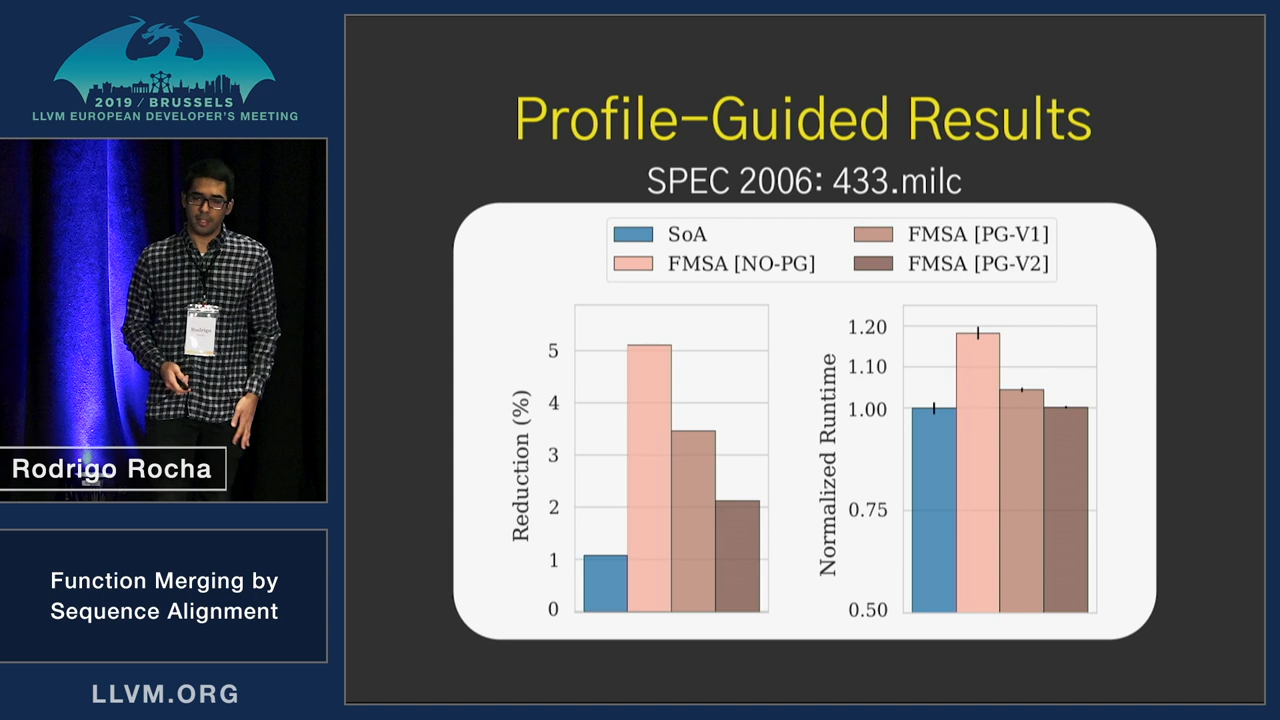 2019 / BRUSSELS
LLVM EUROPEAN DEVELOPER'S MEETING
Rodrigo
Rodrigo Rocha
Function Merging by
Sequence Alignment
LLVM.ORG
Profile-Guided Results
SPEC 2006: 433.milc
SoA
FMSA [NO-PG]
FMSA [PG-V1]
FMSA [PG-V2]
Reduction (%)
5
4
3
2
1
0
Normalized Runtime
1.20
1.10
1.00
0.75
0.50